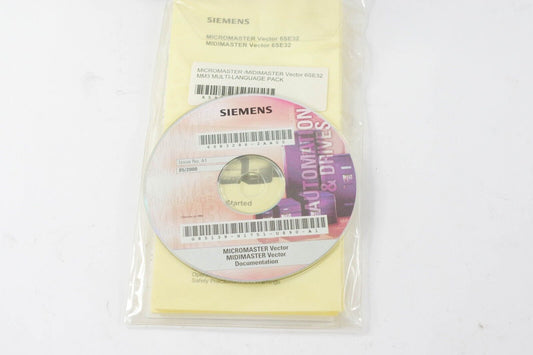 SIEMENS
MICROMASTER Vector 6SE32
MIDIMASTER Vector 6SE32
MICROMASTER /MIDIMASTER Vector 6SE32
MM3 MULTI-LANGUAGE PACK
SIEMENS
AUTOMATION
& DRIVES
Issue No. A1
05/2000
Started
MICROMASTER Vector
MIDIMASTER Vector
Documentation